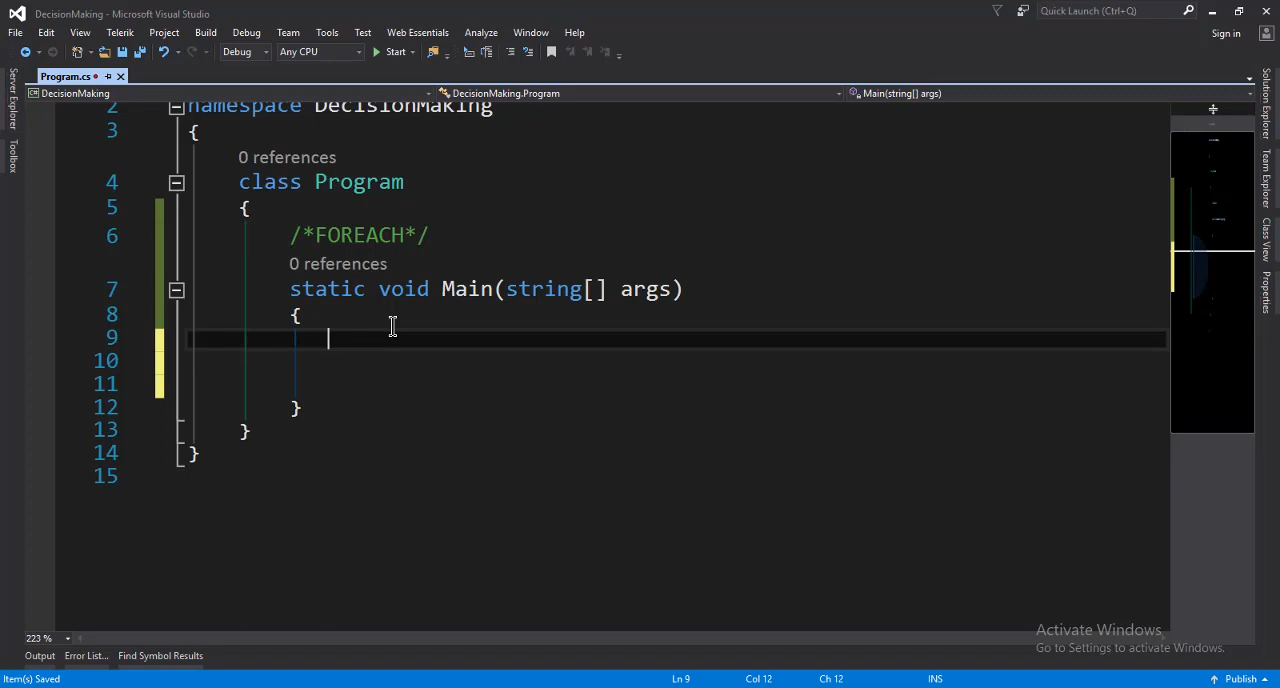 DecisionMaking - Microsoft Visual Studio
Quick Launch (Ctrl+Q)
File Edit View Telerik Project Build Debug Team Tools Test Web Essentials Analyze Window Help
Sign in
Debug Any CPU Start
Program.cs
DecisionMaking DecisionMaking.Program Main(string[] args)
Server Explorer
Toolbox
Solution Explorer
Team Explorer
Class View
Properties
2 namespace DecisionMaking
3 {
0 references
4 class Program
5 {
6 /*FOREACH*/
0 references
7 static void Main(string[] args)
8 {
9
10
11
12 }
13 }
14 }
15
Activate Windows
Go to Settings to activate Windows.
223 %
Output Error List... Find Symbol Results
Item(s) Saved Ln 9 Col 12 Ch 12 INS Publish